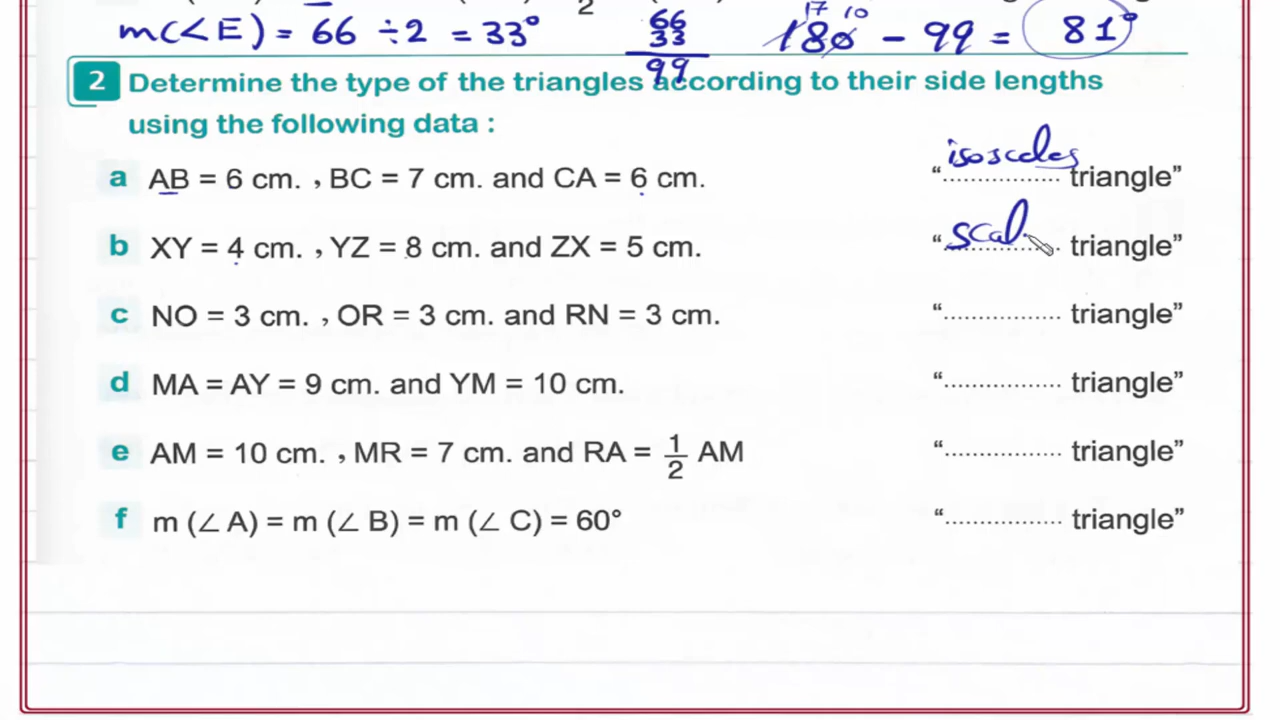 2
m(∠E) = 66 ÷ 2 = 33°
66
33
99
17 10
180 - 99 = 81°
2 Determine the type of the triangles according to their side lengths
using the following data :
a AB = 6 cm. , BC = 7 cm. and CA = 6 cm. “isosceles triangle”
b XY = 4 cm. , YZ = 8 cm. and ZX = 5 cm. “scal............ triangle”
c NO = 3 cm. , OR = 3 cm. and RN = 3 cm. “................. triangle”
d MA = AY = 9 cm. and YM = 10 cm. “................. triangle”
e AM = 10 cm. , MR = 7 cm. and RA = 1/2 AM “................. triangle”
f m (∠ A) = m (∠ B) = m (∠ C) = 60° “................. triangle”